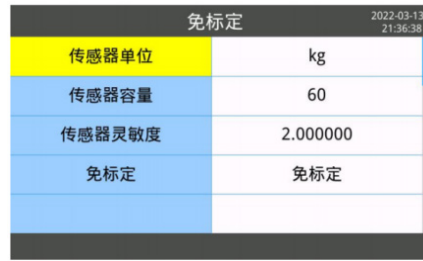 免标定
2022-03-13
21:36:38
传感器单位 kg
传感器容量 60
传感器灵敏度 2.000000
免标定 免标定